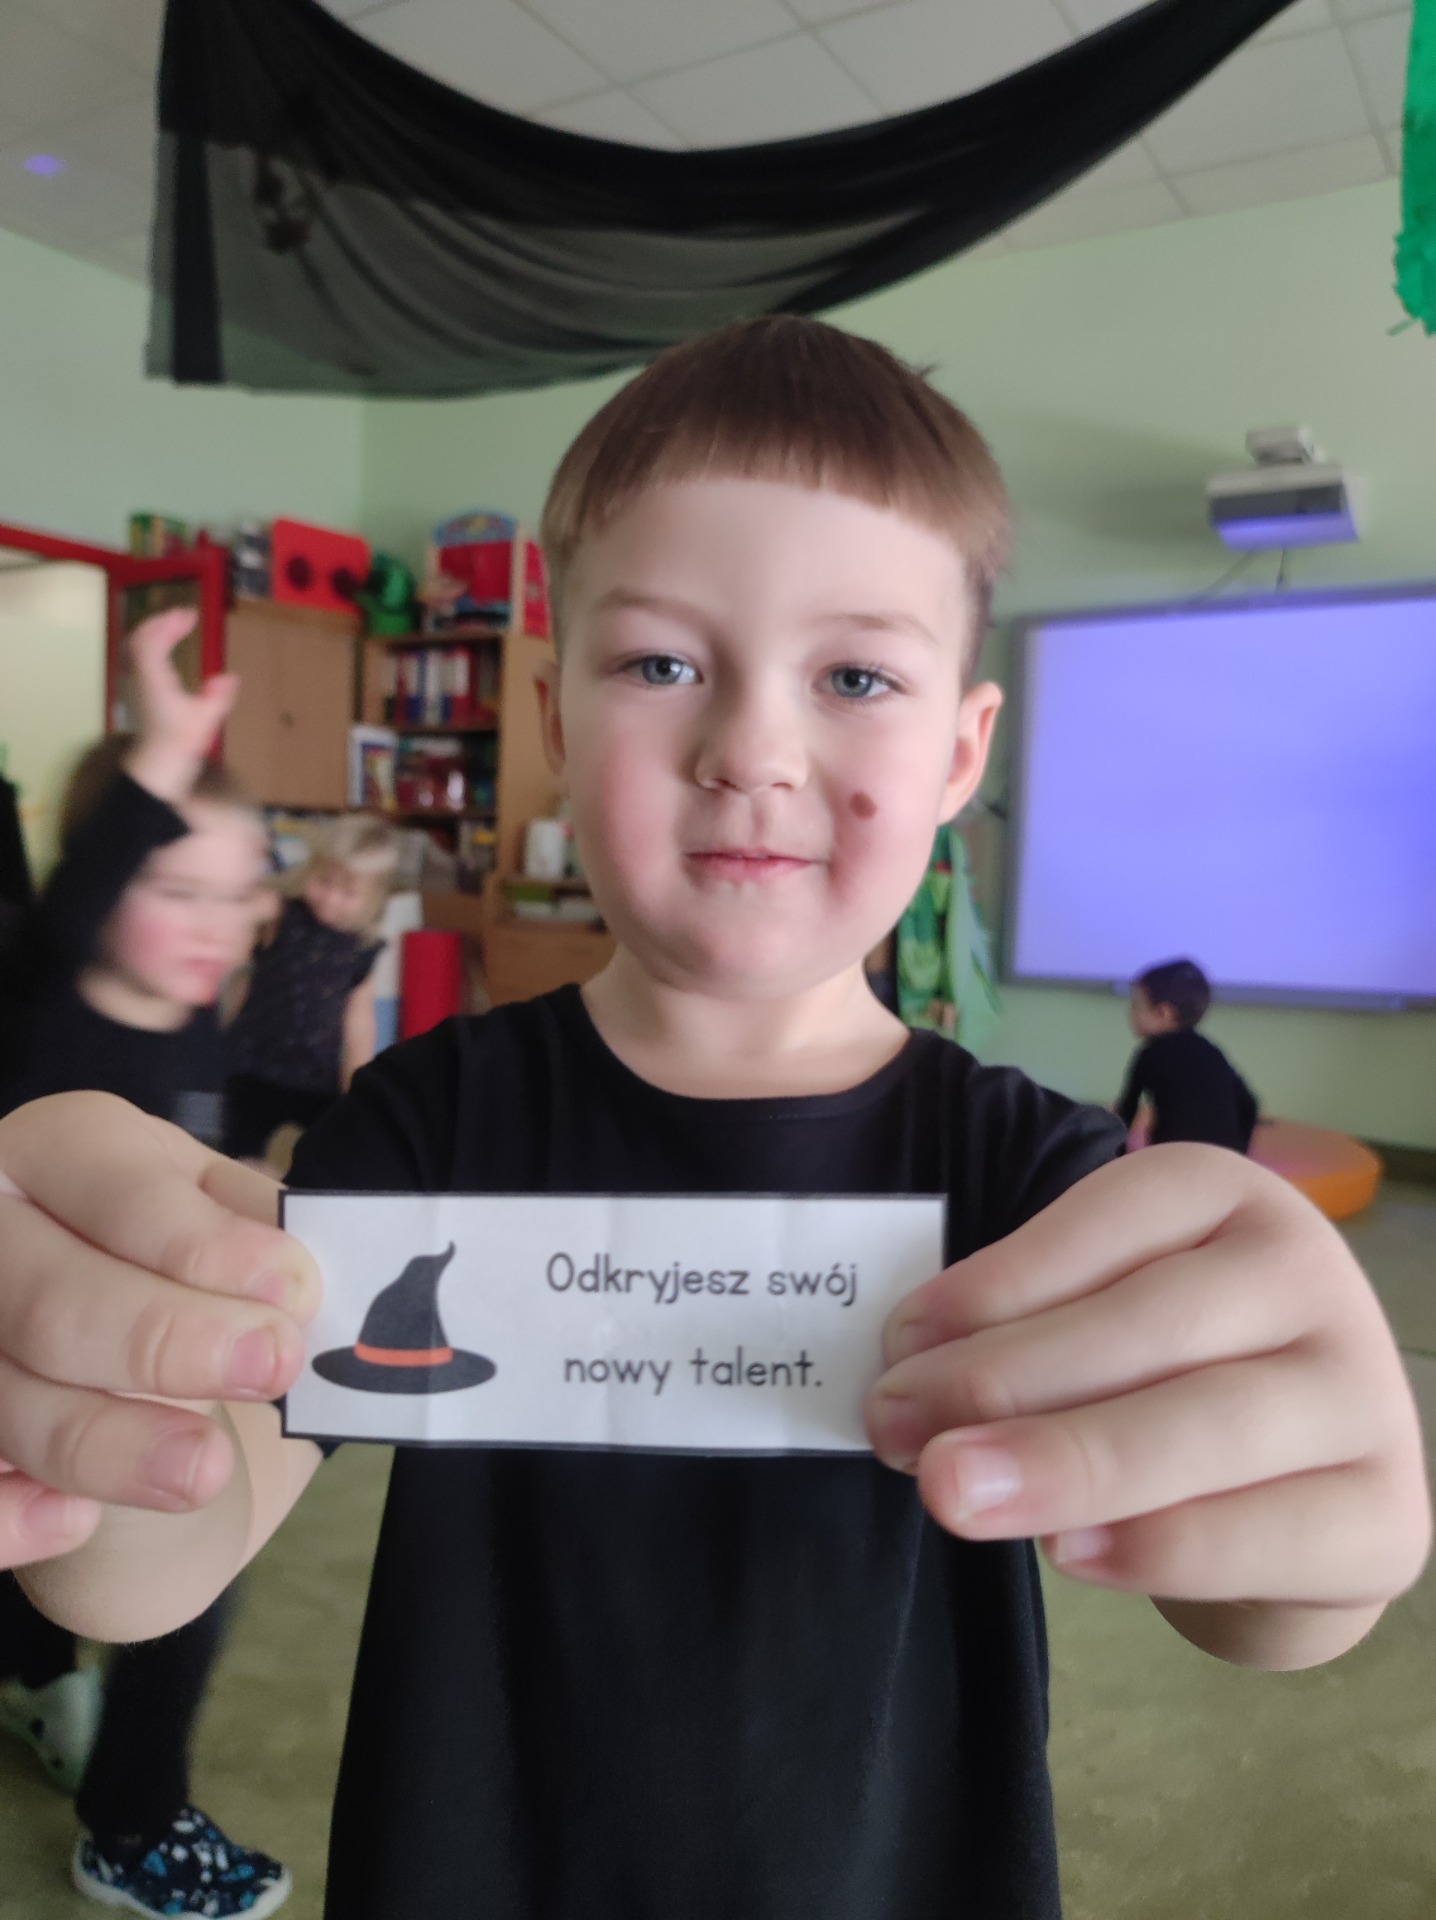 Odkryjesz swój
nowy talent.